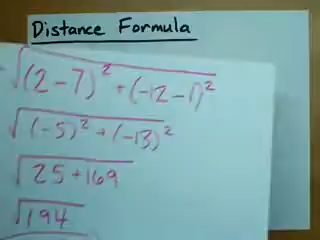 Distance Formula
√(2-7)² + (-12-1)²
√(-5)² + (-13)²
√25+169
√194